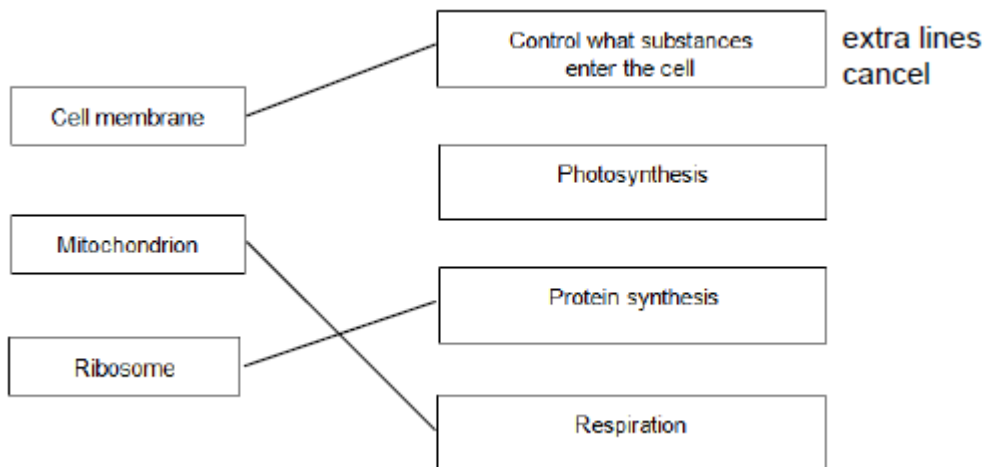 Control what substances
enter the cell
extra lines
cancel
Cell membrane
Photosynthesis
Mitochondrion
Protein synthesis
Ribosome
Respiration